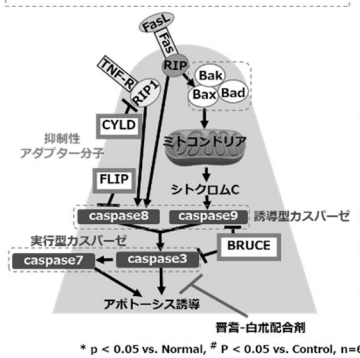 FasL
Fas
TNF-R
RIP
RIP1
Bak
Bax
Bad
CYLD
ミトコンドリア
抑制性
アダプター分子
FLIP
シトクロムC
caspase8
caspase9
誘導型カスパーゼ
実行型カスパーゼ
BRUCE
caspase7
caspase3
アポトーシス誘導
晋耆-白朮配合剤
* p < 0.05 vs. Normal, # P < 0.05 vs. Control, n=6